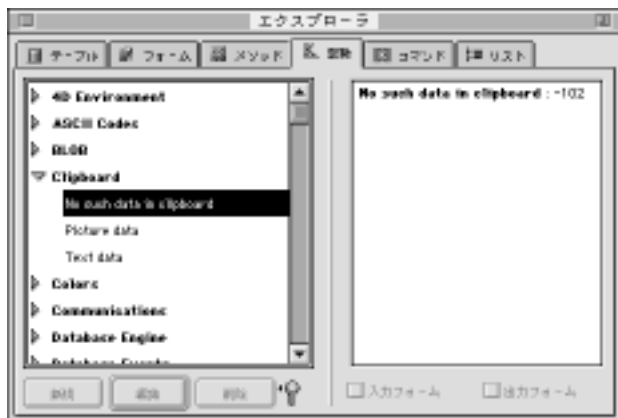 エクスプローラ
テーブル フォーム メソッド 定数 コマンド リスト
4D Environment
ASCII Codes
BLOB
Clipboard
No such data in clipboard
Picture data
Text data
Colors
Communications
Database Engine
Database Events
No such data in clipboard : -102
入力フォーム 出力フォーム